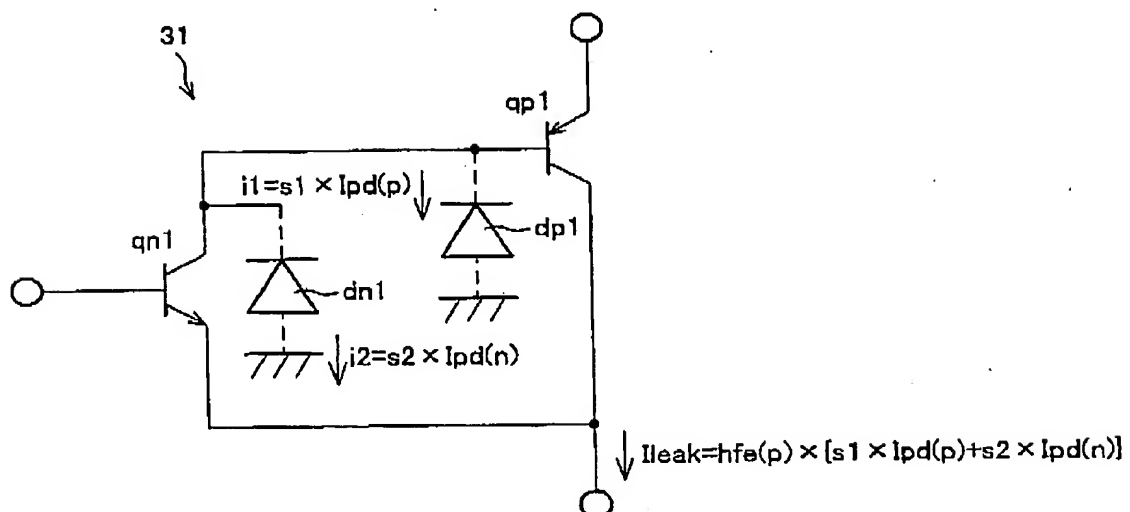 31
qp1
i1=s1×Ipd(p)
dp1
qn1
dn1
i2=s2×Ipd(n)
Ileak=hfe(p)×{s1×Ipd(p)+s2×Ipd(n)}